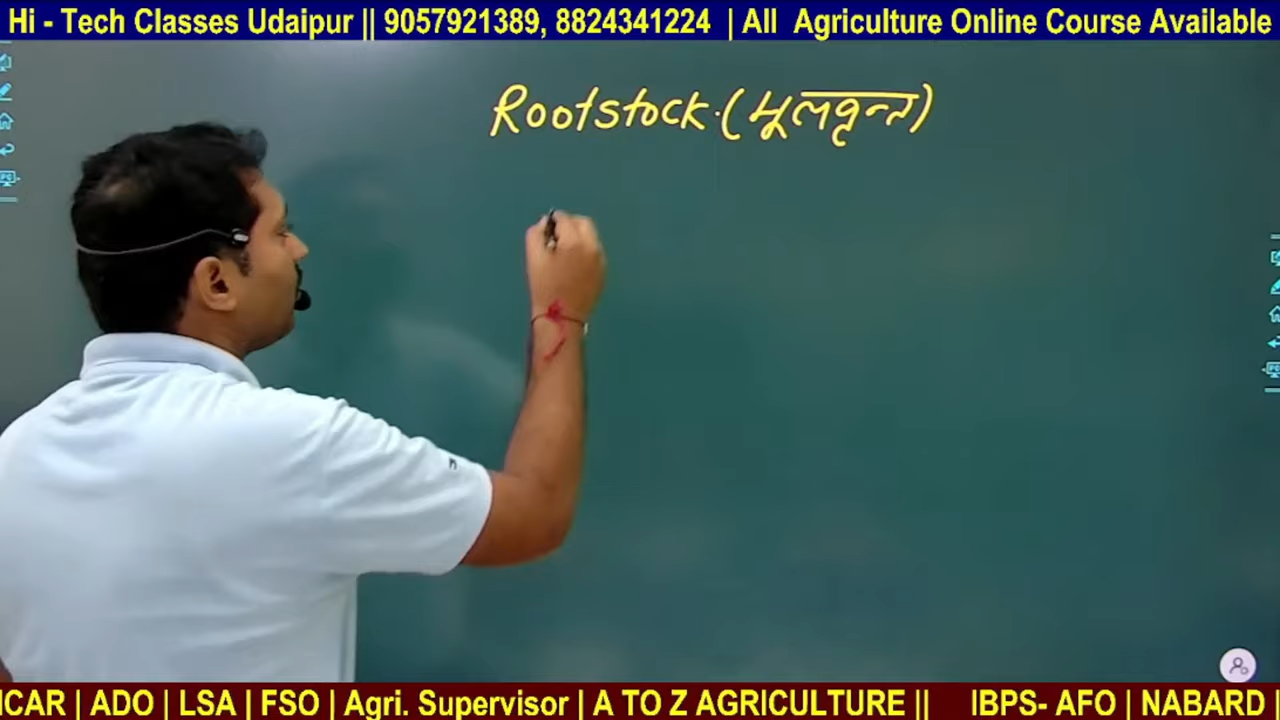 Hi - Tech Classes Udaipur || 9057921389, 8824341224 | All Agriculture Online Course Available
Rootstock (मूलवृन्त)
ICAR | ADO | LSA | FSO | Agri. Supervisor | A TO Z AGRICULTURE || IBPS- AFO | NABARD |